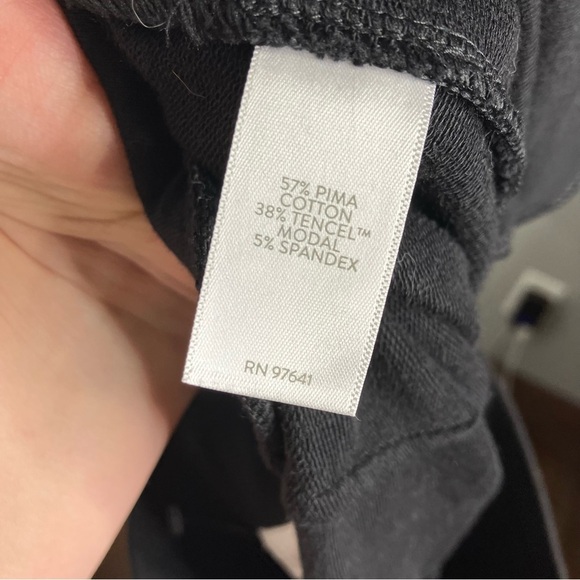 57% PIMA
COTTON
38% TENCEL™
MODAL
5% SPANDEX
RN 97641